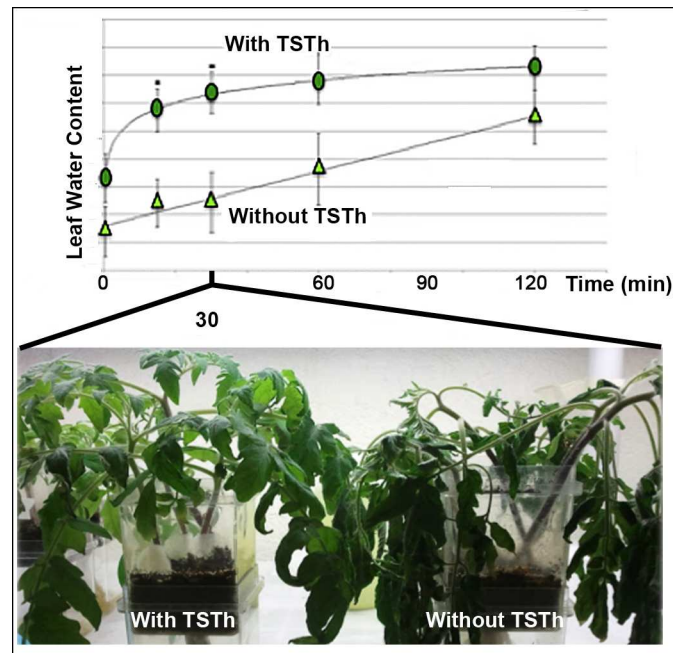 With TSTh
Leaf Water Content
Without TSTh
0
60
90
120
Time (min)
30
With TSTh
Without TSTh